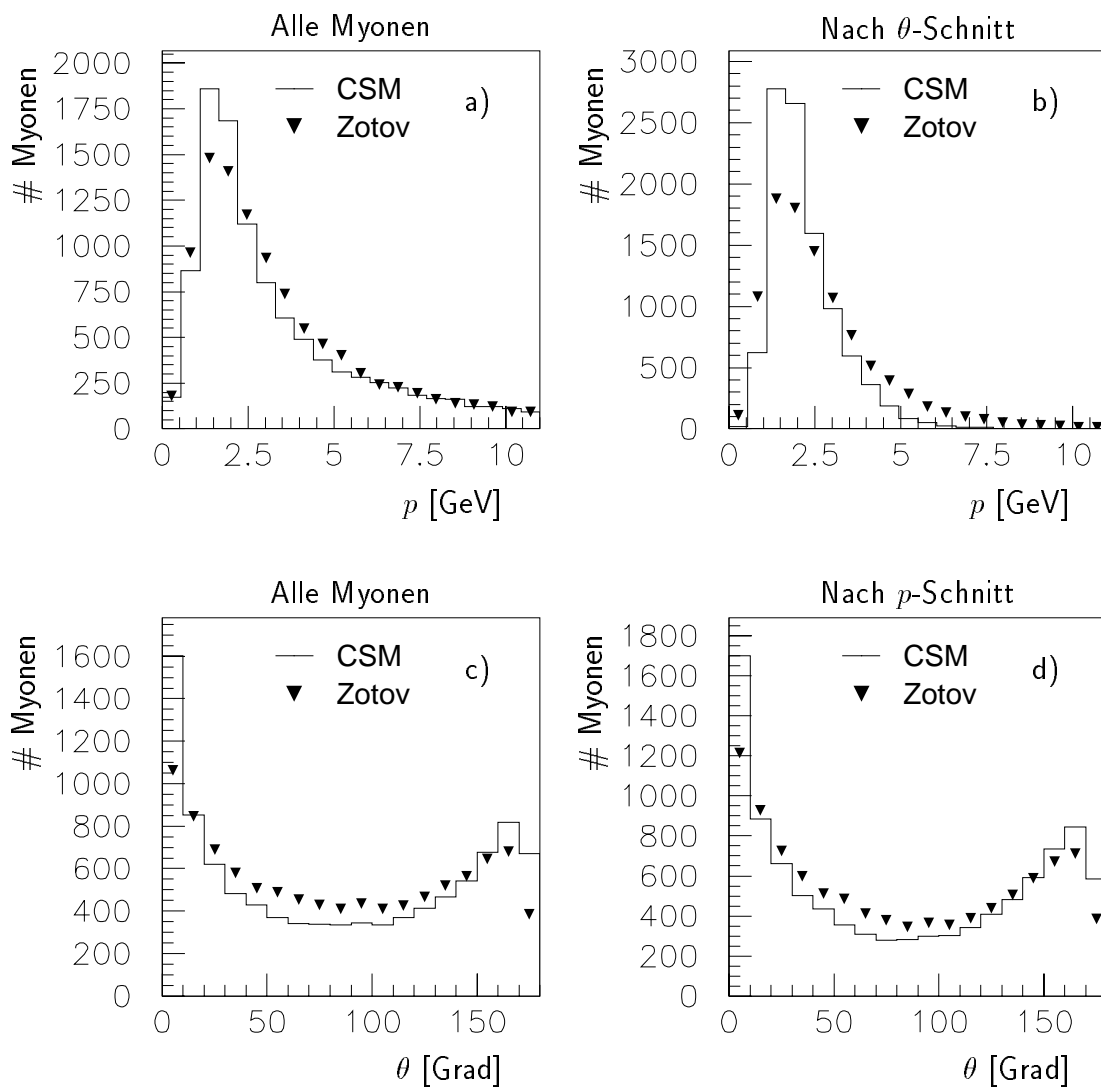 Alle Myonen
# Myonen
2000
1750
1500
1250
1000
750
500
250
0
CSM
Zotov
a)
0 2.5 5 7.5 10
p [GeV]
Nach θ-Schnitt
# Myonen
3000
2500
2000
1500
1000
500
0
CSM
Zotov
b)
0 2.5 5 7.5 10
p [GeV]
Alle Myonen
# Myonen
1600
1400
1200
1000
800
600
400
200
0
CSM
Zotov
c)
0 50 100 150
θ [Grad]
Nach p-Schnitt
# Myonen
1800
1600
1400
1200
1000
800
600
400
200
0
CSM
Zotov
d)
0 50 100 150
θ [Grad]